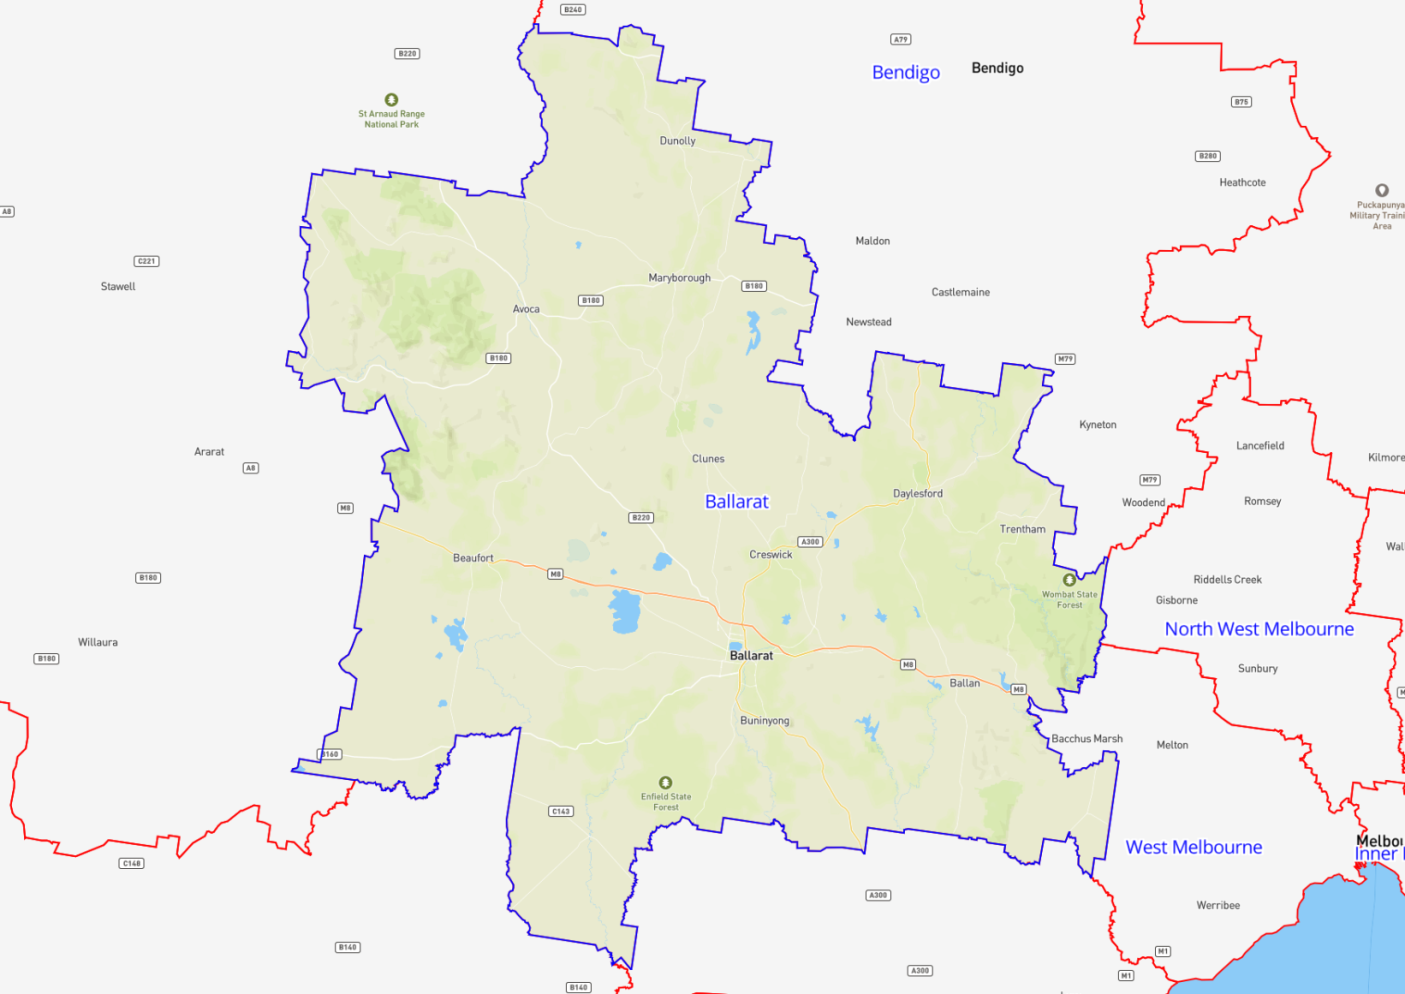 B240
B220
A79
Bendigo
Bendigo
St Arnaud Range
National Park
B75
Dunolly
B280
Heathcote
A8
Puckapunya
Military Traini
Area
Maldon
C221
Stawell
Maryborough
B180
Castlemaine
Avoca
B180
Newstead
B180
M79
Kyneton
Lancefield
Ararat
A8
Clunes
Kilmore
M79
Daylesford
Ballarat
Woodend
Romsey
M8
B220
Trentham
A300
Creswick
Wal
Beaufort
M8
B180
Riddells Creek
Wombat State
Forest
Gisborne
North West Melbourne
Willaura
B180
Ballarat
M8
Sunbury
Ballan
M8
M
Buninyong
Bacchus Marsh
Melton
B160
Enfield State
Forest
C143
Melbou
West Melbourne
Inner
C148
A300
Werribee
B140
M1
A300
M1
B140